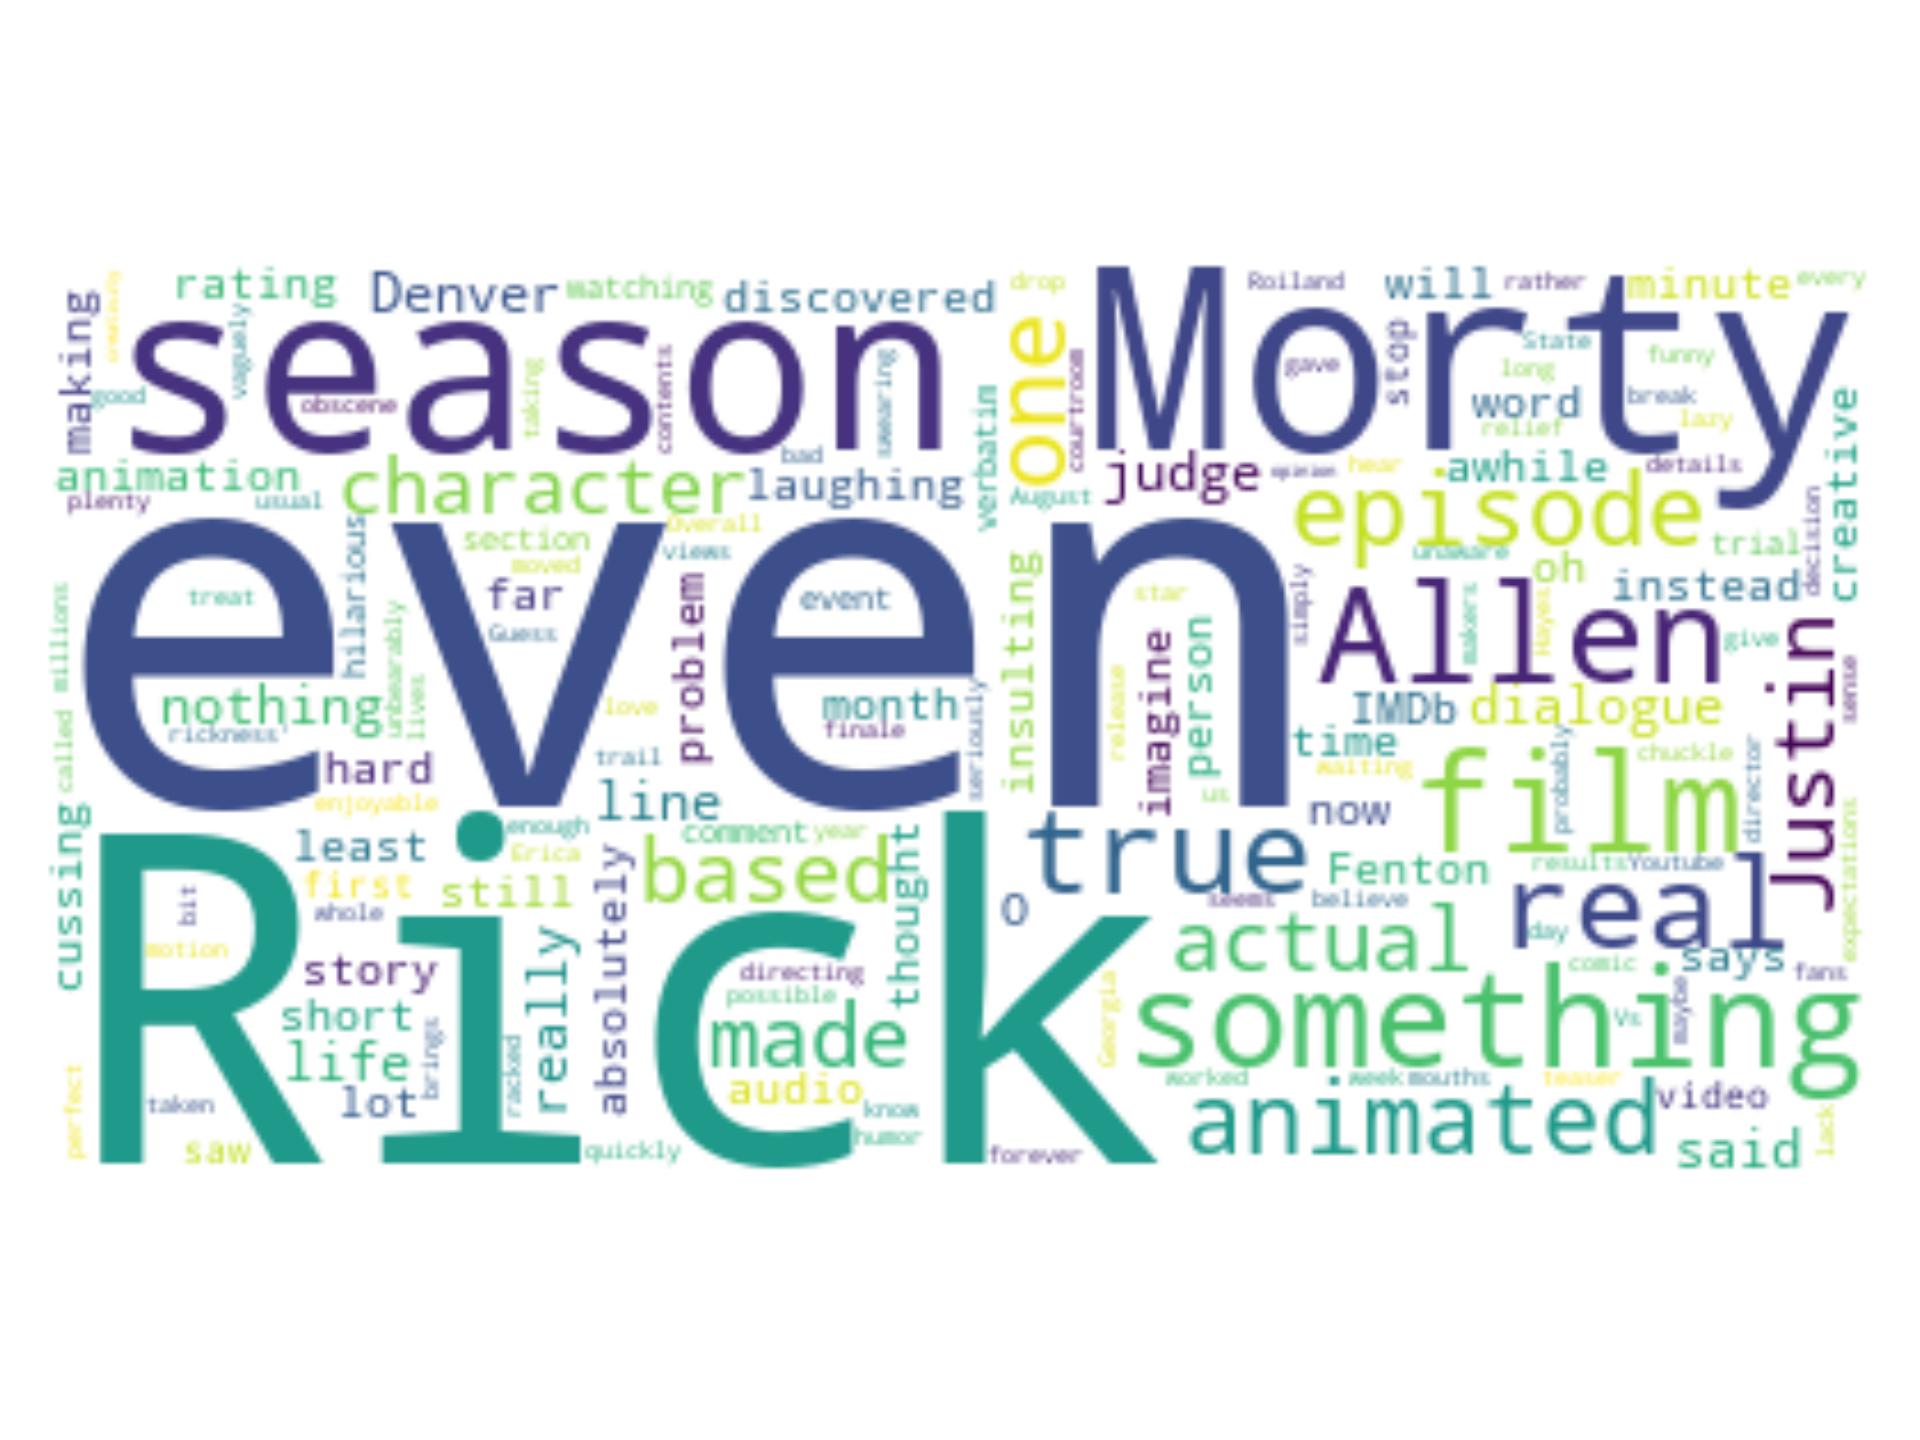 rating
Denver
watching
discovered
drop
Roiland
will
rather
minute
every
making
vaguely
season
one
Morty
stop
State
funny
good
obscene
taking
contents
swearing
verbatim
courtroom
gave
long
word
break
relief
lazy
creative
animation
plenty
usual
character
bad
laughing
August
judge
opinion
hear
awhile
details
episode
even
hilarious
section
moved
Overall
views
treat
far
Guess
event
problem
insulting
star
simply
unaware
oh
trial
decision
instead
Allen
makers
Hayes
give
Justin
sense
millions
called
nothing
rickness'
unbearably
lives
love
month
finale
seriously
release
imagine
person
us
IMDb
dialogue
time
waiting
hard
enjoyable
trail
line
now
film
probably
chuckle
director
expectations
cussing
least
enough
Erica
comment
year
thought
true
Fenton
results
Youtube
Rick
first
still
whole
absolutely
based
O
seems
believe
real
bit
motion
story
really
directing
possible
actual
day
comic
says
fans
short
life
brings
racked
made
Georgia
something
Vs
maybe
perfect
taken
lot
audio
know
humor
worked
week
mouths
teaser
video
saw
quickly
forever
animated
said
lack